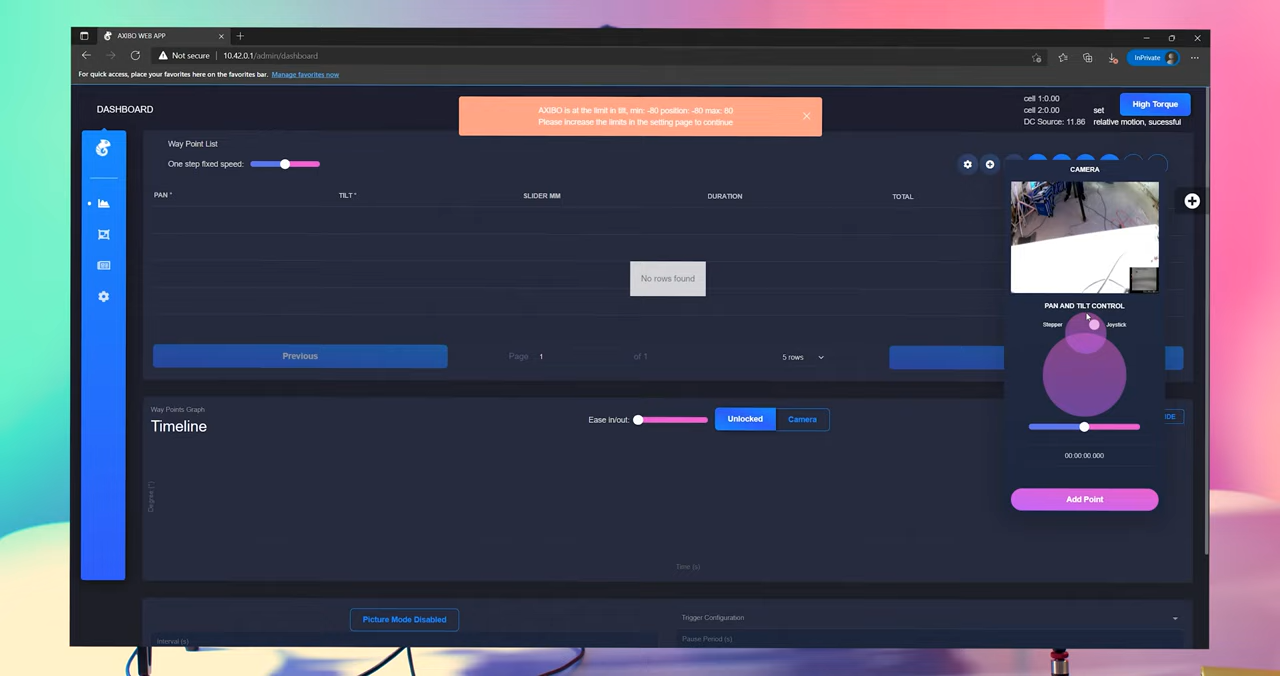 AXIBO WEB APP
Not secure
10.42.0.1/admin/dashboard
InPrivate
For quick access, place your favorites here on the favorites bar. Manage favorites now
DASHBOARD
AXIBO is at the limit in tilt, min: -80 position: -80 max: 80
Please increase the limits in the setting page to continue
cell 1:0.00
cell 2:0.00
set
DC Source: 11.86
relative motion, sucessful
High Torque
Way Point List
One step fixed speed:
CAMERA
PAN °
TILT °
SLIDER MM
DURATION
TOTAL
No rows found
PAN AND TILT CONTROL
Stepper
Joystick
Previous
Page 1 of 1
5 rows
Way Points Graph
Timeline
Ease in/out:
Unlocked
Camera
IDE
00:00:00.000
Degree (°)
Add Point
Time (s)
Picture Mode Disabled
Trigger Configuration
Interval (s)
Pause Period (s)